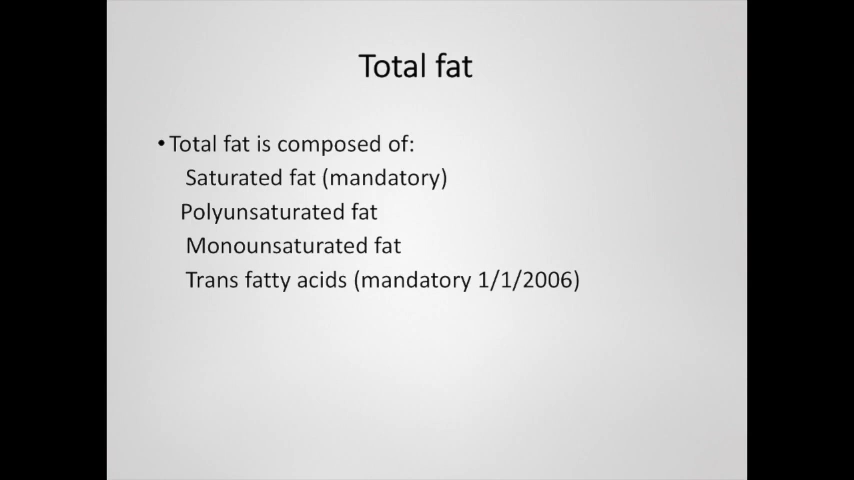 Total fat
• Total fat is composed of:
Saturated fat (mandatory)
Polyunsaturated fat
Monounsaturated fat
Trans fatty acids (mandatory 1/1/2006)